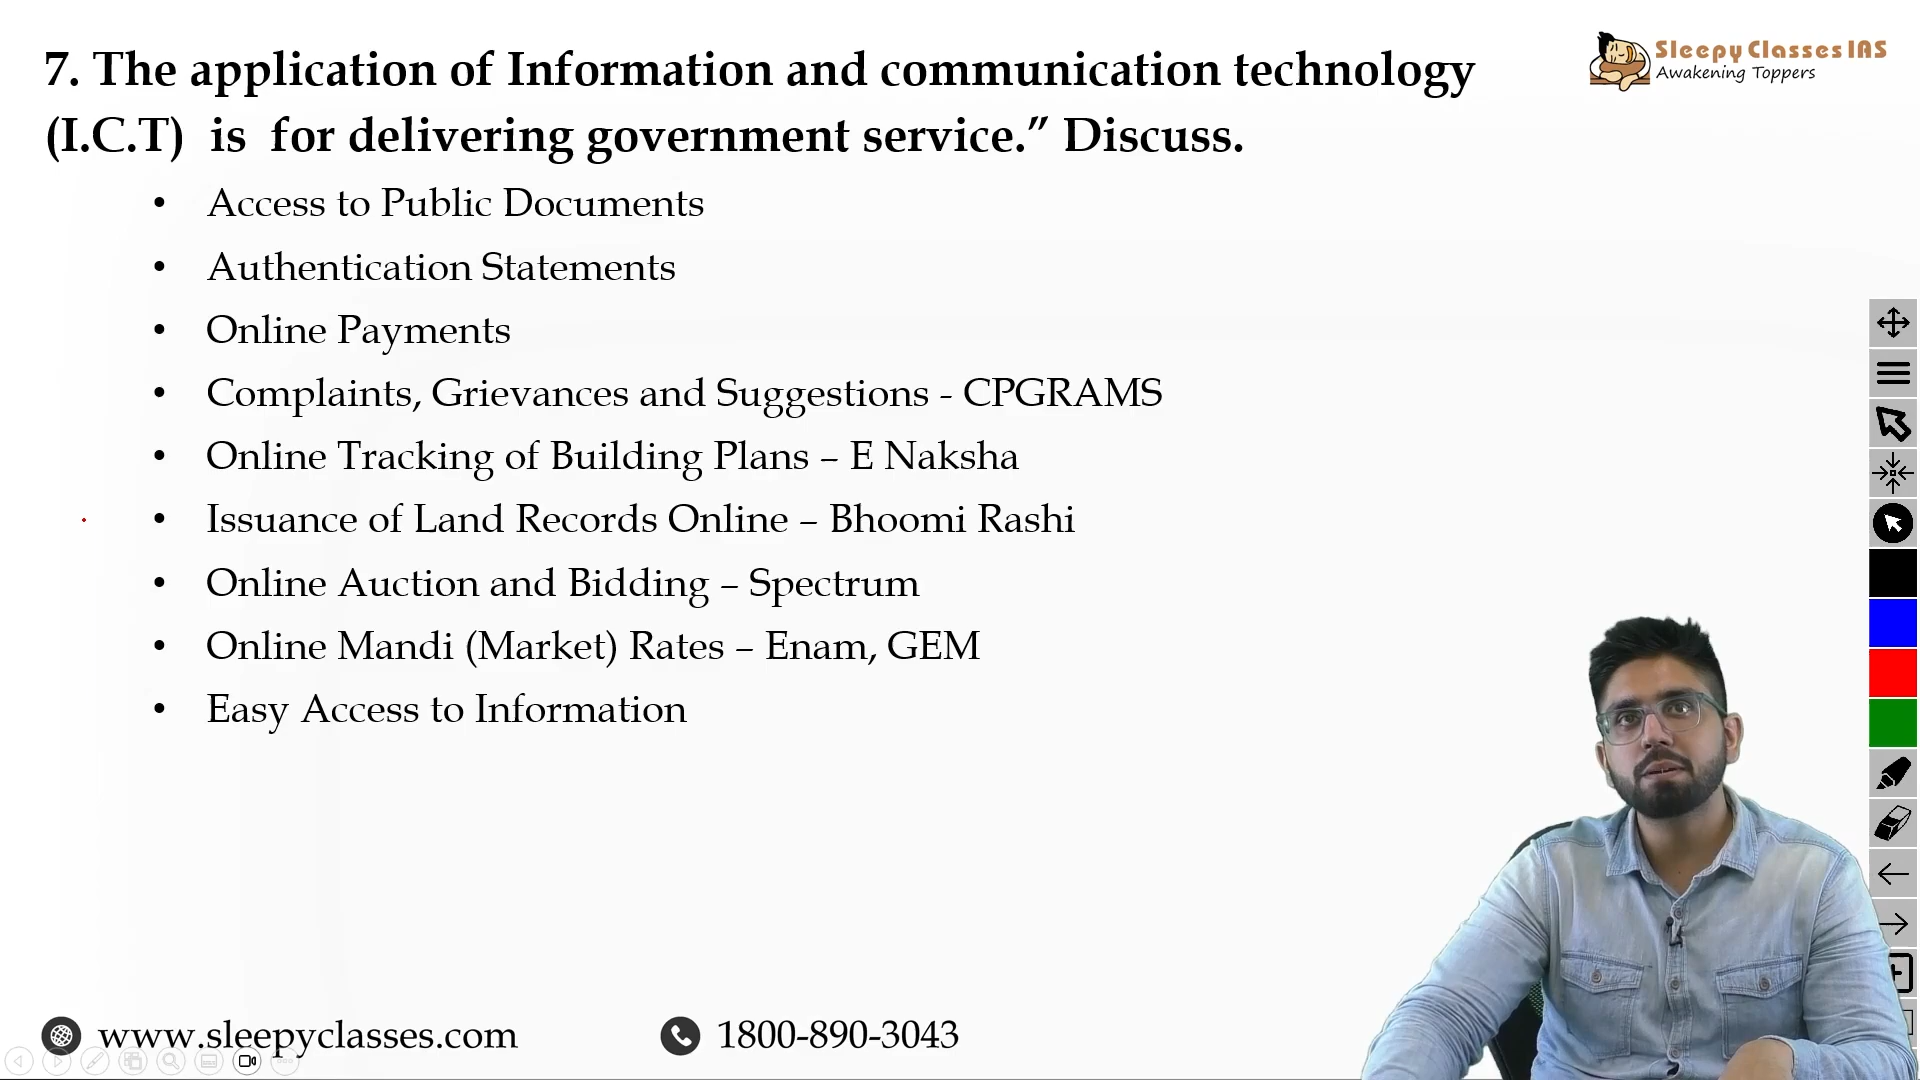 7. The application of Information and communication technology
(I.C.T) is for delivering government service.” Discuss.
Sleepy Classes IAS
Awakening Toppers
• Access to Public Documents
• Authentication Statements
• Online Payments
• Complaints, Grievances and Suggestions - CPGRAMS
• Online Tracking of Building Plans – E Naksha
• Issuance of Land Records Online – Bhoomi Rashi
• Online Auction and Bidding – Spectrum
• Online Mandi (Market) Rates – Enam, GEM
• Easy Access to Information
www.sleepyclasses.com
1800-890-3043